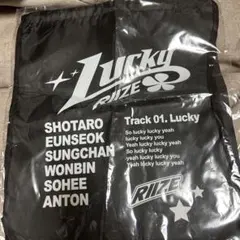 Lucky
RIIZE
SHOTARO
EUNSEOK
SUNGCHAN
WONBIN
SOHEE
ANTON
Track 01. Lucky
So lucky lucky yeah
lucky lucky you
Yeah lucky lucky yeah
lucky lucky you
So lucky lucky yeah
Yeah lucky lucky you
RIIZE